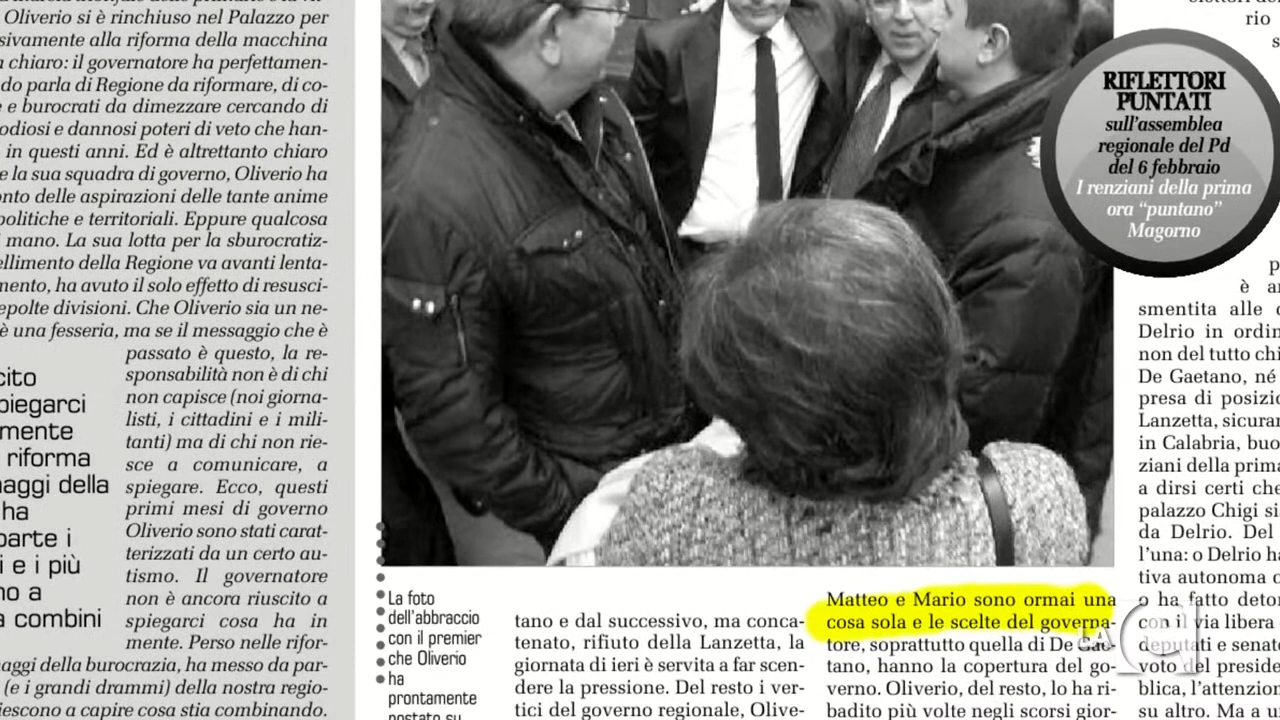 Oliverio si è rinchiuso nel Palazzo per
sivamente alla riforma della macchina
chiaro: il governatore ha perfettamen-
do parla di Regione da riformare, di co-
e burocrati da dimezzare cercando di
odiosi e dannosi poteri di veto che han-
in questi anni. Ed è altrettanto chiaro
e la sua squadra di governo, Oliverio ha
onto delle aspirazioni delle tante anime
politiche e territoriali. Eppure qualcosa
mano. La sua lotta per la sburocratiz-
ellimento della Regione va avanti lenta-
mento, ha avuto il solo effetto di resusci-
epolte divisioni. Che Oliverio sia un ne-
è una fesseria, ma se il messaggio che è
passato è questo, la re-
sponsabilità non è di chi
non capisce (noi giorna-
listi, i cittadini e i mili-
tanti) ma di chi non rie-
sce a comunicare, a
spiegare. Ecco, questi
primi mesi di governo
Oliverio sono stati carat-
terizzati da un certo au-
tismo. Il governatore
non è ancora riuscito a
spiegarci cosa ha in
mente. Perso nelle rifor-
aggi della burocrazia, ha messo da par-
(e i grandi drammi) della nostra regio-
iescono a capire cosa stia combinando.
cito
piegarci
mente
riforma
aggi della
ha
parte i
i e i più
no a
a combini
La foto
dell'abbraccio
con il premier
che Oliverio
ha
prontamente
postato su
tano e dal successivo, ma conca-
tenato, rifiuto della Lanzetta, la
giornata di ieri è servita a far scen-
dere la pressione. Del resto i ver-
tici del governo regionale, Olive-
Matteo e Mario sono ormai una
cosa sola e le scelte del governa-
tore, soprattutto quella di De Gae-
tano, hanno la copertura del go-
verno. Oliverio, del resto, lo ha ri-
badito più volte negli scorsi gior-
RIFLETTORI
PUNTATI
sull'assemblea
regionale del Pd
del 6 febbraio
I renziani della prima
ora "puntano"
Magorno
rio
s
p
è an
smentita alle
Delrio in ordin
non del tutto chi
De Gaetano, né
presa di posizio
Lanzetta, sicuram
in Calabria, buo
ziani della prima
a dirsi certi che
palazzo Chigi si
da Delrio. Del
l'una: o Delrio ha
tiva autonoma o
o ha fatto deton
con il via libera
deputati e senato
voto del preside
blica, l'attenzion
su altro. Ma a u
LAC